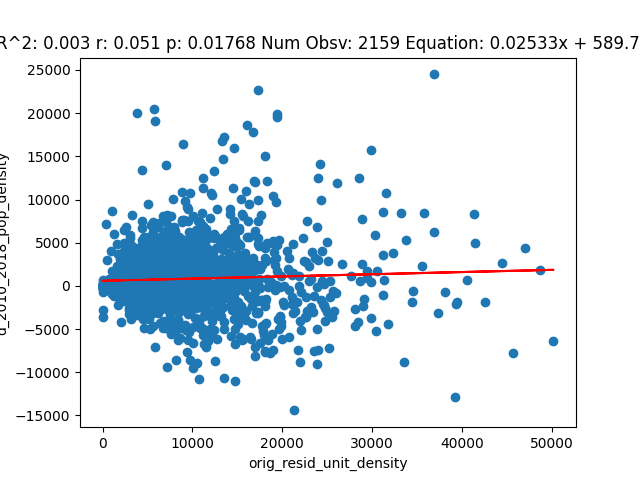 R^2: 0.003 r: 0.051 p: 0.01768 Num Obsv: 2159 Equation: 0.02533x + 589.7
25000
20000
15000
10000
5000
0
−5000
−10000
−15000
d_2010_2018_pop_density
0 10000 20000 30000 40000 50000
orig_resid_unit_density